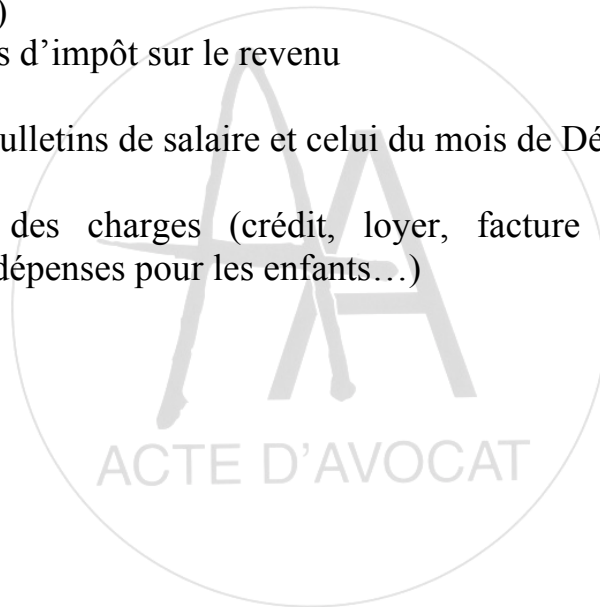 )
s d’impôt sur le revenu
ulletins de salaire et celui du mois de Dé
des charges (crédit, loyer, facture
dépenses pour les enfants…)
AA
ACTE D’AVOCAT